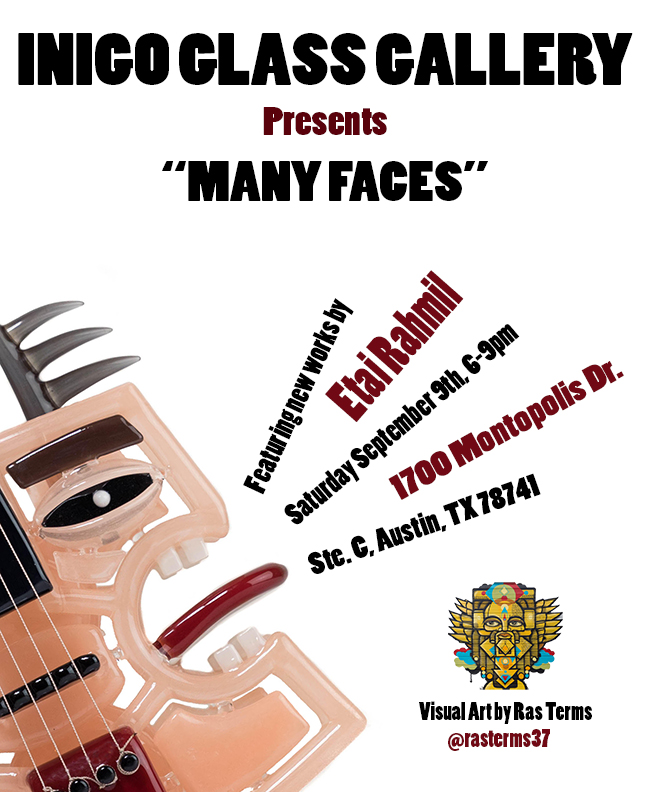 INIGO GLASS GALLERY
Presents
“MANY FACES”
Featuring new works by
Etai Rahmil
Saturday September 9th, 6-9pm
1700 Montopolis Dr.
Ste. C, Austin, TX 78741
Visual Art by Ras Terms
@rasterms37